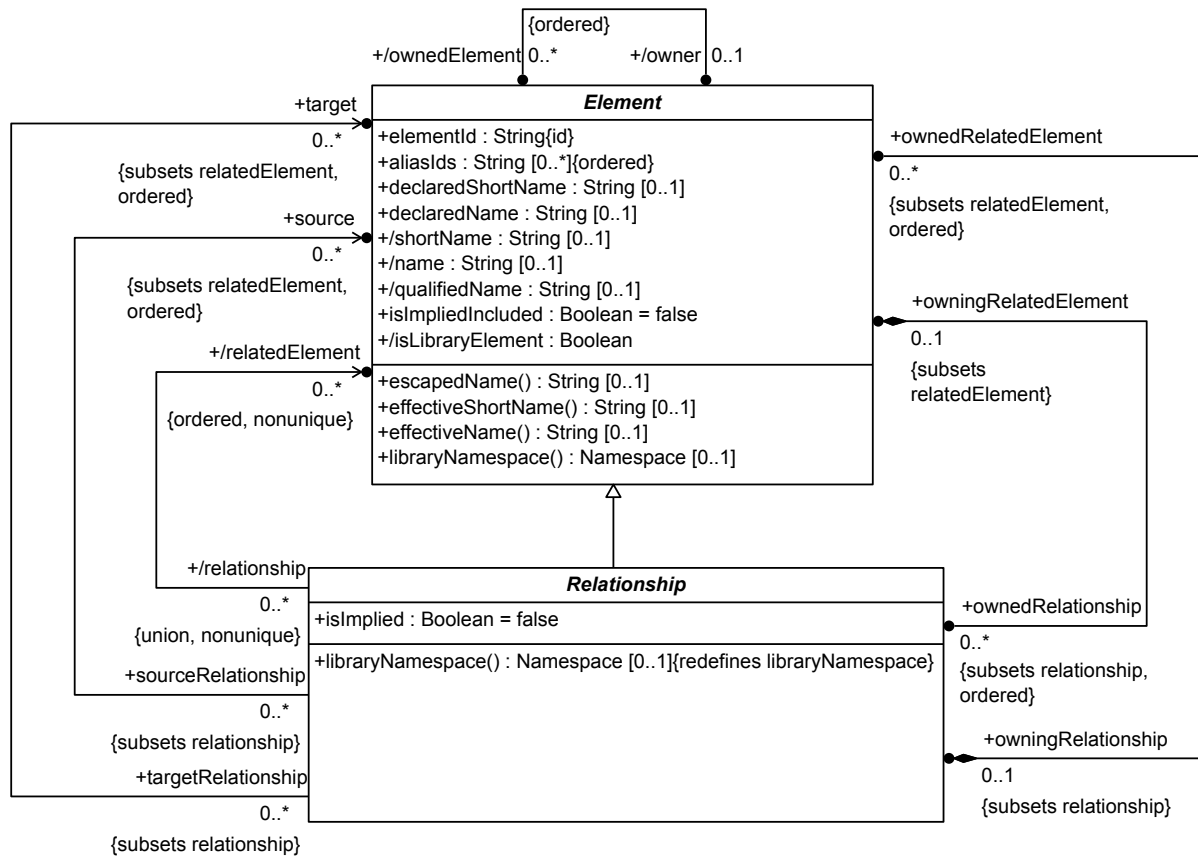 {ordered}
+/ownedElement 0..*
+/owner 0..1
Element
+elementId : String{id}
+aliasIds : String [0..*]{ordered}
+declaredShortName : String [0..1]
+declaredName : String [0..1]
+/shortName : String [0..1]
+/name : String [0..1]
+/qualifiedName : String [0..1]
+isImpliedIncluded : Boolean = false
+/isLibraryElement : Boolean
+escapedName() : String [0..1]
+effectiveShortName() : String [0..1]
+effectiveName() : String [0..1]
+libraryNamespace() : Namespace [0..1]
+target
0..*
{subsets relatedElement,
ordered}
+source
0..*
{subsets relatedElement,
ordered}
+/relatedElement
0..*
{ordered, nonunique}
+ownedRelatedElement
0..*
{subsets relatedElement,
ordered}
+owningRelatedElement
0..1
{subsets
relatedElement}
+/relationship
0..*
{union, nonunique}
+sourceRelationship
0..*
{subsets relationship}
+targetRelationship
0..*
{subsets relationship}
Relationship
+isImplied : Boolean = false
+libraryNamespace() : Namespace [0..1]{redefines libraryNamespace}
+ownedRelationship
0..*
{subsets relationship,
ordered}
+owningRelationship
0..1
{subsets relationship}